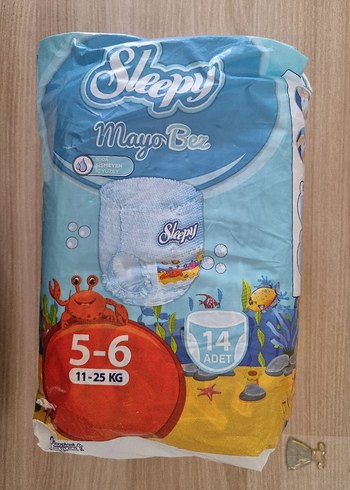 Sleepy
Mayo Bez
Sleepy
5-6
11-25 KG
14
ADET